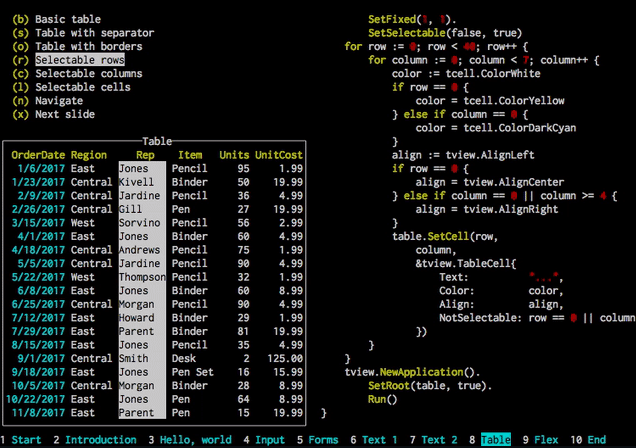 (b) Basic table
(s) Table with separator
(o) Table with borders
(r) Selectable rows
(c) Selectable columns
(l) Selectable cells
(n) Navigate
(x) Next slide
Table
OrderDate Region Rep Item Units UnitCost
1/6/2017 East Jones Pencil 95 1.99
1/23/2017 Central Kivell Binder 50 19.99
2/9/2017 Central Jardine Pencil 36 4.99
2/26/2017 Central Gill Pen 27 19.99
3/15/2017 West Sorvino Pencil 56 2.99
4/1/2017 East Jones Binder 60 4.99
4/18/2017 Central Andrews Pencil 75 1.99
5/5/2017 Central Jardine Pencil 90 4.99
5/22/2017 West Thompson Pencil 32 1.99
6/8/2017 East Jones Binder 60 8.99
6/25/2017 Central Morgan Pencil 90 4.99
7/12/2017 East Howard Binder 29 1.99
7/29/2017 East Parent Binder 81 19.99
8/15/2017 East Jones Pencil 35 4.99
9/1/2017 Central Smith Desk 2 125.00
9/18/2017 East Jones Pen Set 16 15.99
10/5/2017 Central Morgan Binder 28 8.99
10/22/2017 East Jones Pen 64 8.99
11/8/2017 East Parent Pen 15 19.99
SetFixed(1, 1).
SetSelectable(false, true)
for row := 0; row < 40; row++ {
for column := 0; column < 7; column++ {
color := tcell.ColorWhite
if row == 0 {
color = tcell.ColorYellow
} else if column == 0 {
color = tcell.ColorDarkCyan
}
align := tview.AlignLeft
if row == 0 {
align = tview.AlignCenter
} else if column == 0 || column >= 4 {
align = tview.AlignRight
}
table.SetCell(row,
column,
&tview.TableCell{
Text: "...",
Color: color,
Align: align,
NotSelectable: row == 0 || column
})
}
}
tview.NewApplication().
SetRoot(table, true).
Run()
}
1 Start 2 Introduction 3 Hello, world 4 Input 5 Forms 6 Text 1 7 Text 2 8 Table 9 Flex 10 End